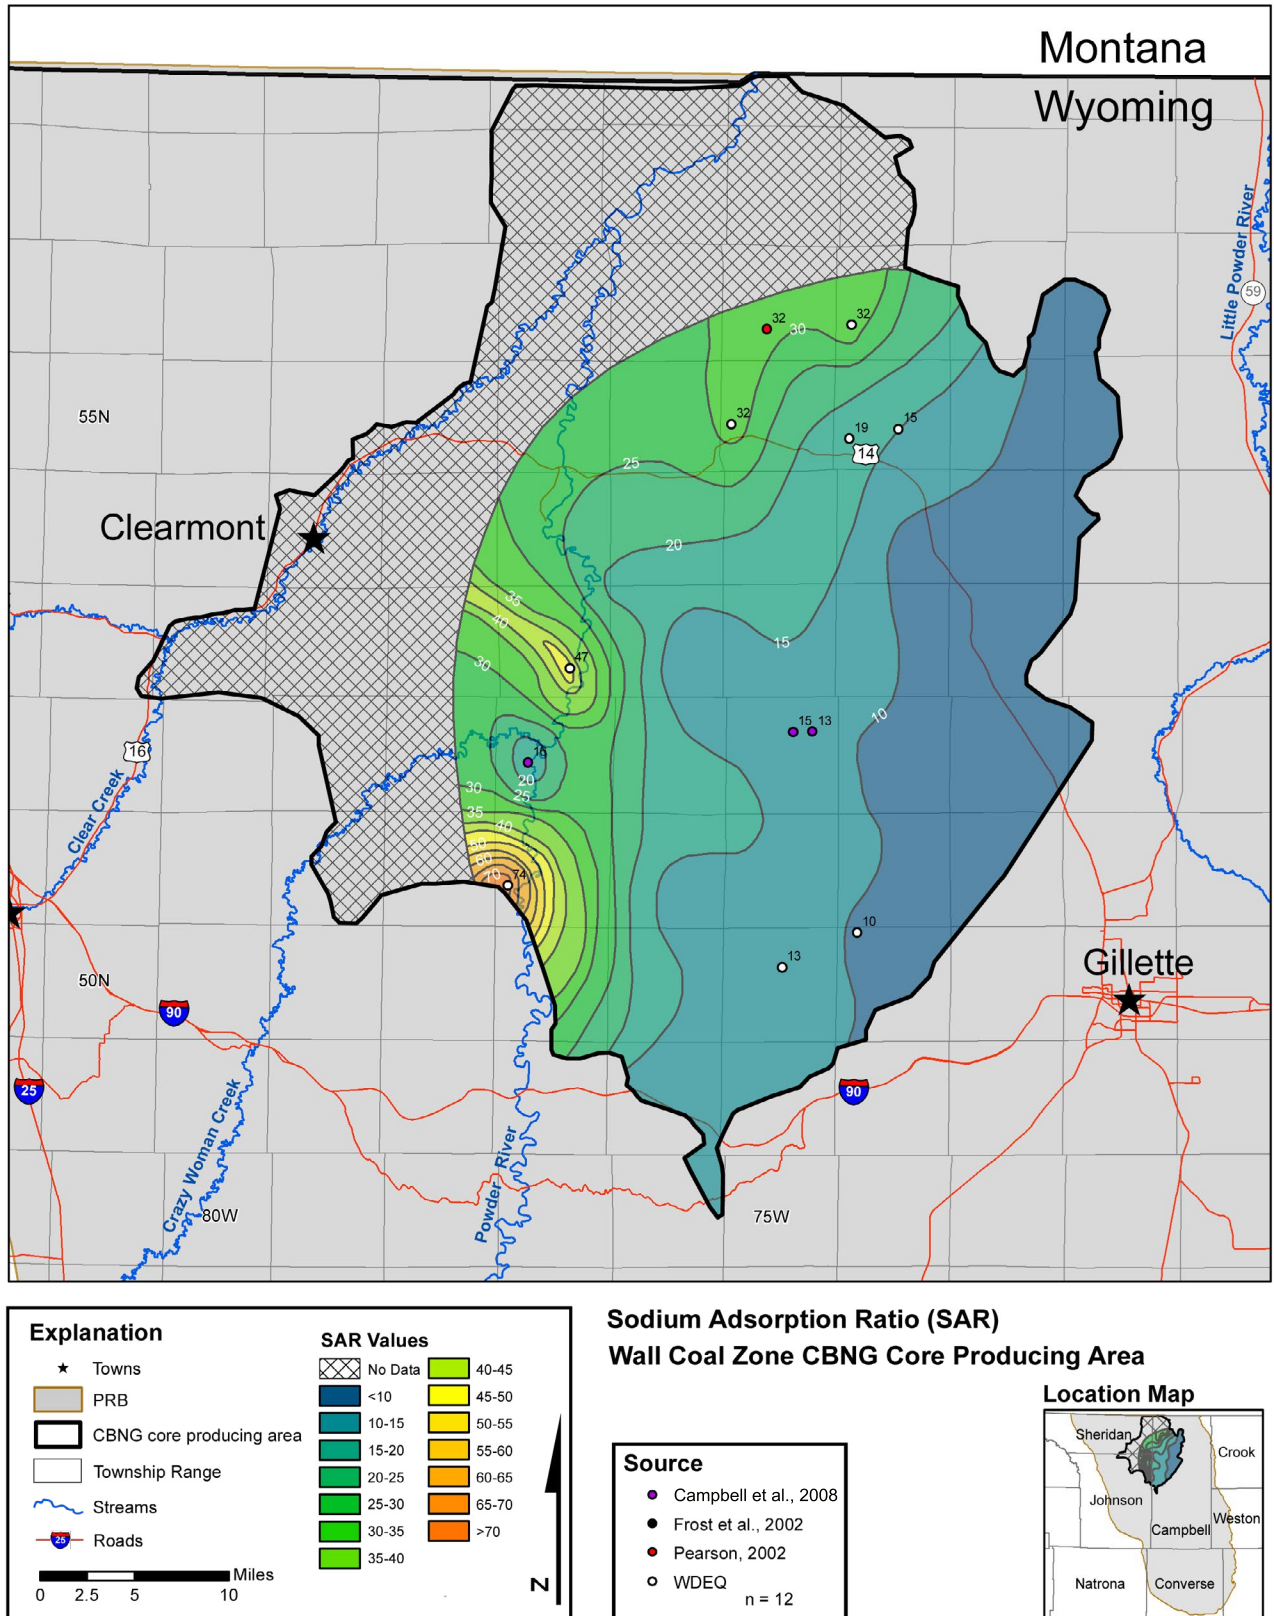 Montana
Wyoming
Little Powder River
59
32
32
30
55N
32
19
15
14
25
Clearmont
20
35
40
15
47
30
10
16
15
13
16
20
30
25
Clear Creek
35
40
50
60
70
74
10
13
Gillette
50N
90
25
90
Crazy Woman Creek
Powder River
80W
75W
Explanation
Towns
PRB
CBNG core producing area
Township Range
Streams
25
Roads
Miles
0 2.5 5 10
SAR Values
No Data
<10
10-15
15-20
20-25
25-30
30-35
35-40
40-45
45-50
50-55
55-60
60-65
65-70
>70
N
Sodium Adsorption Ratio (SAR)
Wall Coal Zone CBNG Core Producing Area
Source
Campbell et al., 2008
Frost et al., 2002
Pearson, 2002
WDEQ
n = 12
Location Map
Sheridan
Crook
Johnson
Weston
Campbell
Natrona
Converse